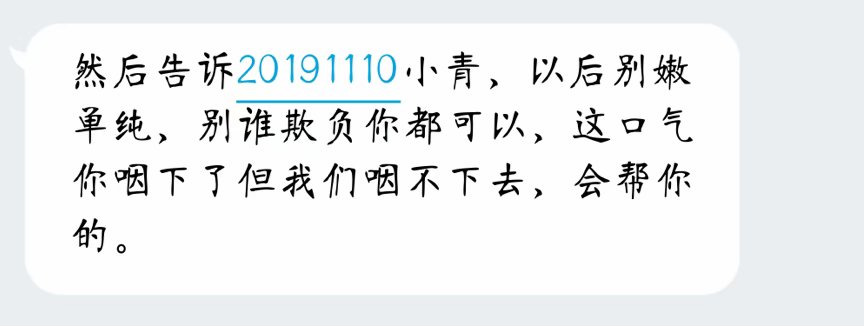 然后告诉20191110小青，以后别嫩
单纯，别谁欺负你都可以，这口气
你咽下了但我们咽不下去，会帮你
的。